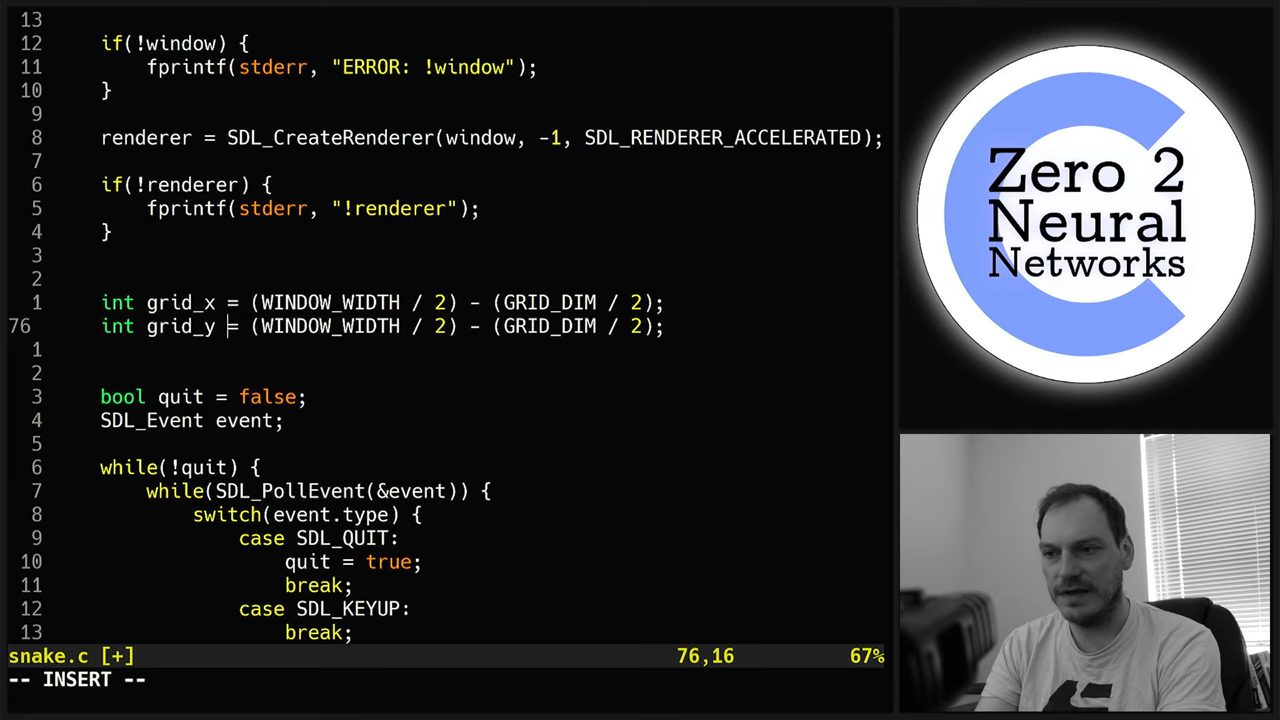 13
12 if(!window) {
11 fprintf(stderr, "ERROR: !window");
10 }
9
8 renderer = SDL_CreateRenderer(window, -1, SDL_RENDERER_ACCELERATED);
7
6 if(!renderer) {
5 fprintf(stderr, "!renderer");
4 }
3
2
1 int grid_x = (WINDOW_WIDTH / 2) - (GRID_DIM / 2);
76 int grid_y = (WINDOW_WIDTH / 2) - (GRID_DIM / 2);
1
2
3 bool quit = false;
4 SDL_Event event;
5
6 while(!quit) {
7 while(SDL_PollEvent(&event)) {
8 switch(event.type) {
9 case SDL_QUIT:
10 quit = true;
11 break;
12 case SDL_KEYUP:
13 break;
snake.c [+] 76,16 67%
-- INSERT --
Zero 2
Neural
Networks